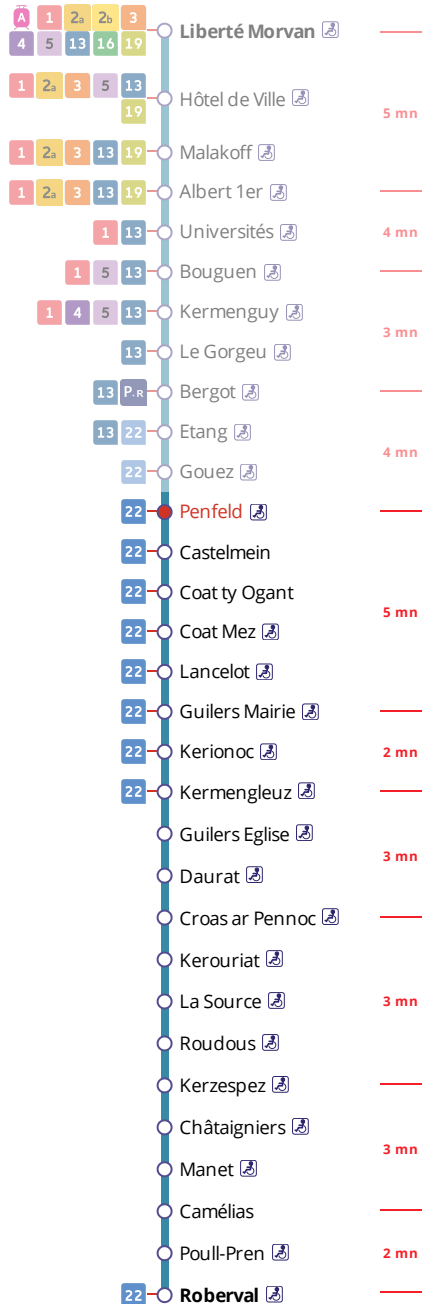 A 1 2a 2b 3
4 5 13 16 19
Liberté Morvan
1 2a 3 5 13
19
Hôtel de Ville
5 mn
1 2a 3 13 19 Malakoff
1 2a 3 13 19 Albert 1er
1 13 Universités 4 mn
1 5 13 Bouguen
1 4 5 13 Kermenguy
3 mn
13 Le Gorgeu
13 P.R Bergot
13 22 Etang
4 mn
22 Gouez
22 Penfeld
22 Castelmein
22 Coat ty Ogant
5 mn
22 Coat Mez
22 Lancelot
22 Guilers Mairie
22 Kerionoc 2 mn
22 Kermengleuz
Guilers Eglise
3 mn
Daurat
Croas ar Pennoc
Kerouriat
La Source 3 mn
Roudous
Kerzespez
Châtaigniers
3 mn
Manet
Camélias
Poull-Pren 2 mn
22 Roberval